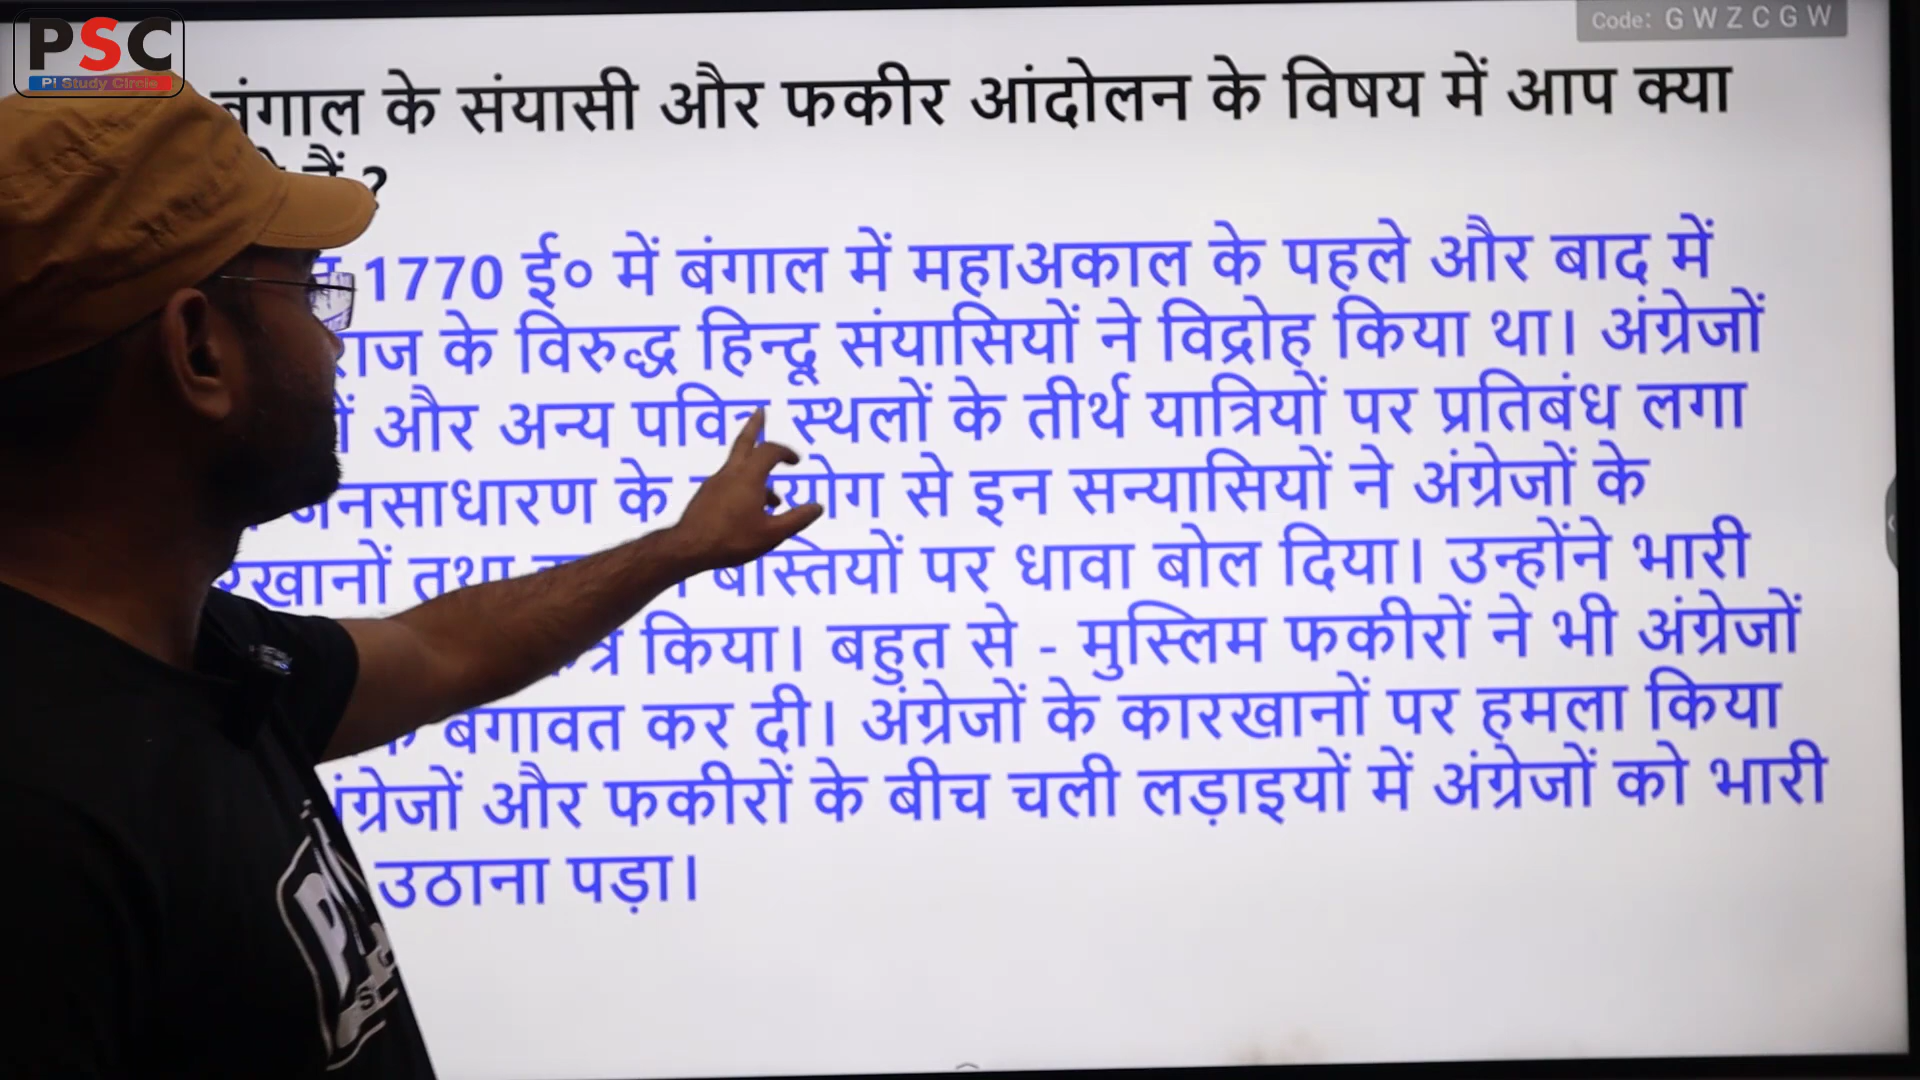 PSC
Pi Study Circle
Code: G W Z C G W
बंगाल के संयासी और फकीर आंदोलन के विषय में आप क्या
?
1770 ई० में बंगाल में महाअकाल के पहले और बाद में
राज के विरुद्ध हिन्दू संयासियों ने विद्रोह किया था। अंग्रेजों
और अन्य पवित्र स्थलों के तीर्थ यात्रियों पर प्रतिबंध लगा
जनसाधारण के से इन सन्यासियों ने अंग्रेजों के
तथा बस्तियों पर धावा बोल दिया। उन्होंने भारी
किया। बहुत से - मुस्लिम फकीरों ने भी अंग्रेजों
बगावत कर दी। अंग्रेजों के कारखानों पर हमला किया
अंग्रेजों और फकीरों के बीच चली लड़ाइयों में अंग्रेजों को भारी
उठाना पड़ा।